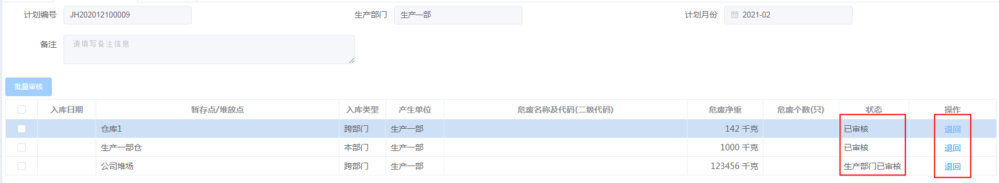 计划编号 JH202012100009 生产部门 生产一部 计划月份 2021-02
备注 请填写备注信息
批量审核
入库日期 暂存点/堆放点 入库类型 产生单位 危废名称及代码(二级代码) 危废净重 危废个数(只) 状态 操作
仓库1 跨部门 生产一部 142 千克 已审核 退回
生产一部仓 本部门 生产一部 1000 千克 已审核 退回
公司堆场 跨部门 生产一部 123456 千克 生产部门已审核 退回